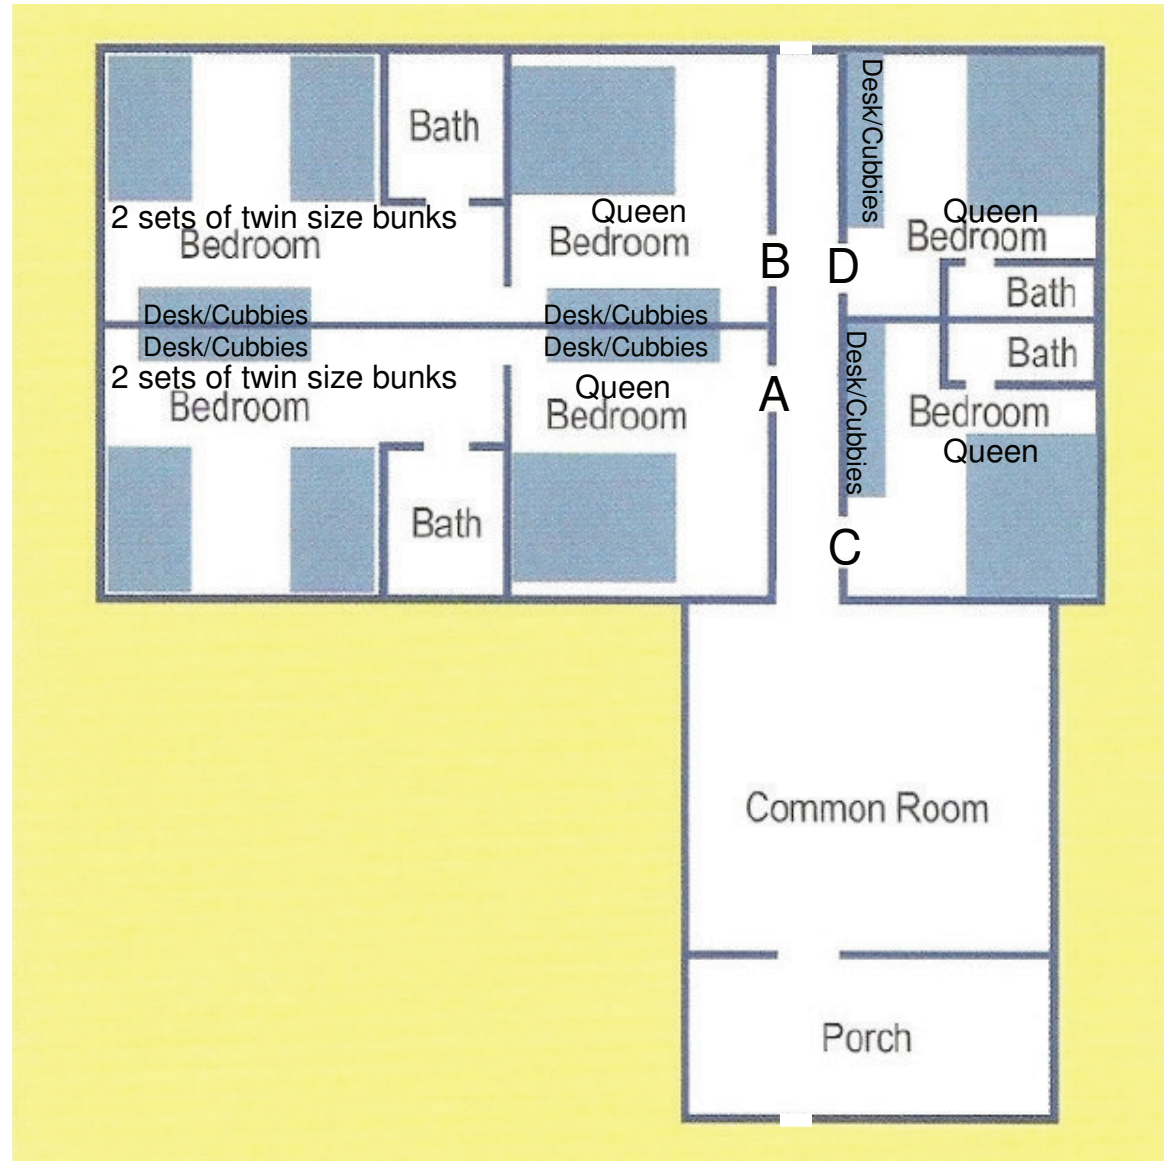 Bath
Desk/Cubbies
2 sets of twin size bunks
Bedroom
Queen
Bedroom
Queen
Bedroom
B
D
Bath
Desk/Cubbies
Desk/Cubbies
Desk/Cubbies
Desk/Cubbies
Bath
2 sets of twin size bunks
Bedroom
Queen
Bedroom
A
Desk/Cubbies
Bedroom
Queen
Bath
C
Common Room
Porch